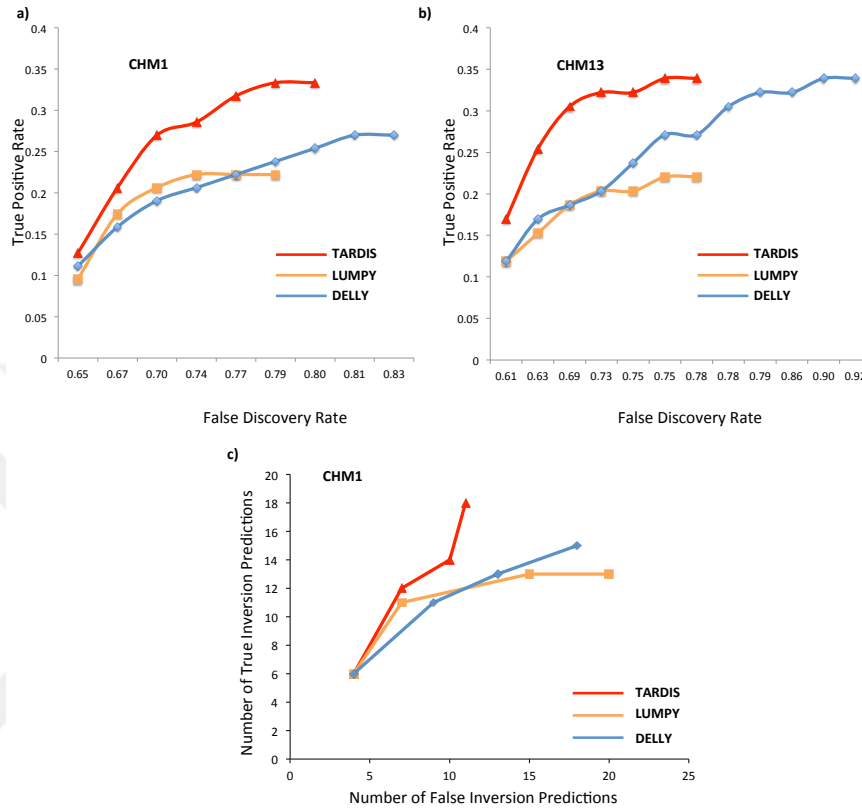 a)
CHM1
True Positive Rate
0.4
0.35
0.3
0.25
0.2
0.15
0.1
0.05
0
TARDIS
LUMPY
DELLY
0.65 0.67 0.70 0.74 0.77 0.79 0.80 0.81 0.83
False Discovery Rate
b)
CHM13
True Positive Rate
0.4
0.35
0.3
0.25
0.2
0.15
0.1
0.05
0
TARDIS
LUMPY
DELLY
0.61 0.63 0.69 0.73 0.75 0.75 0.78 0.78 0.79 0.86 0.90 0.92
False Discovery Rate
c)
CHM1
Number of True Inversion Predictions
20
18
16
14
12
10
8
6
4
2
0
TARDIS
LUMPY
DELLY
0 5 10 15 20 25
Number of False Inversion Predictions